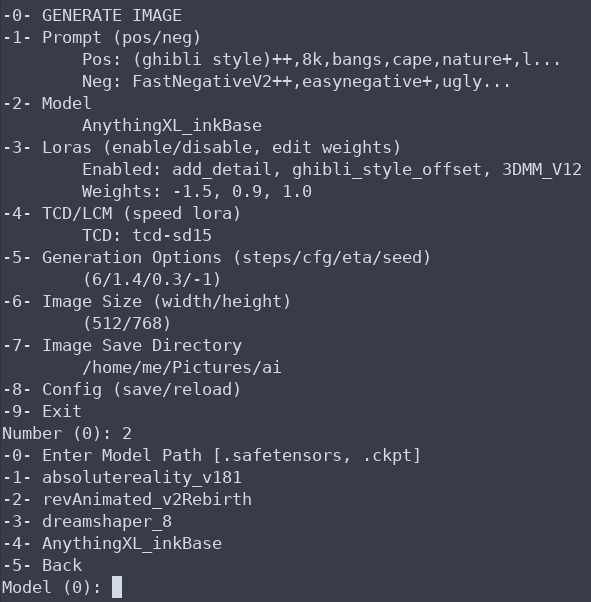 -0- GENERATE IMAGE
-1- Prompt (pos/neg)
Pos: (ghibli style)++,8k,bangs,cape,nature+,l...
Neg: FastNegativeV2++,easynegative+,ugly...
-2- Model
AnythingXL_inkBase
-3- Loras (enable/disable, edit weights)
Enabled: add_detail, ghibli_style_offset, 3DMM_V12
Weights: -1.5, 0.9, 1.0
-4- TCD/LCM (speed lora)
TCD: tcd-sd15
-5- Generation Options (steps/cfg/eta/seed)
(6/1.4/0.3/-1)
-6- Image Size (width/height)
(512/768)
-7- Image Save Directory
/home/me/Pictures/ai
-8- Config (save/reload)
-9- Exit
Number (0): 2
-0- Enter Model Path [.safetensors, .ckpt]
-1- absolutereality_v181
-2- revAnimated_v2Rebirth
-3- dreamshaper_8
-4- AnythingXL_inkBase
-5- Back
Model (0):